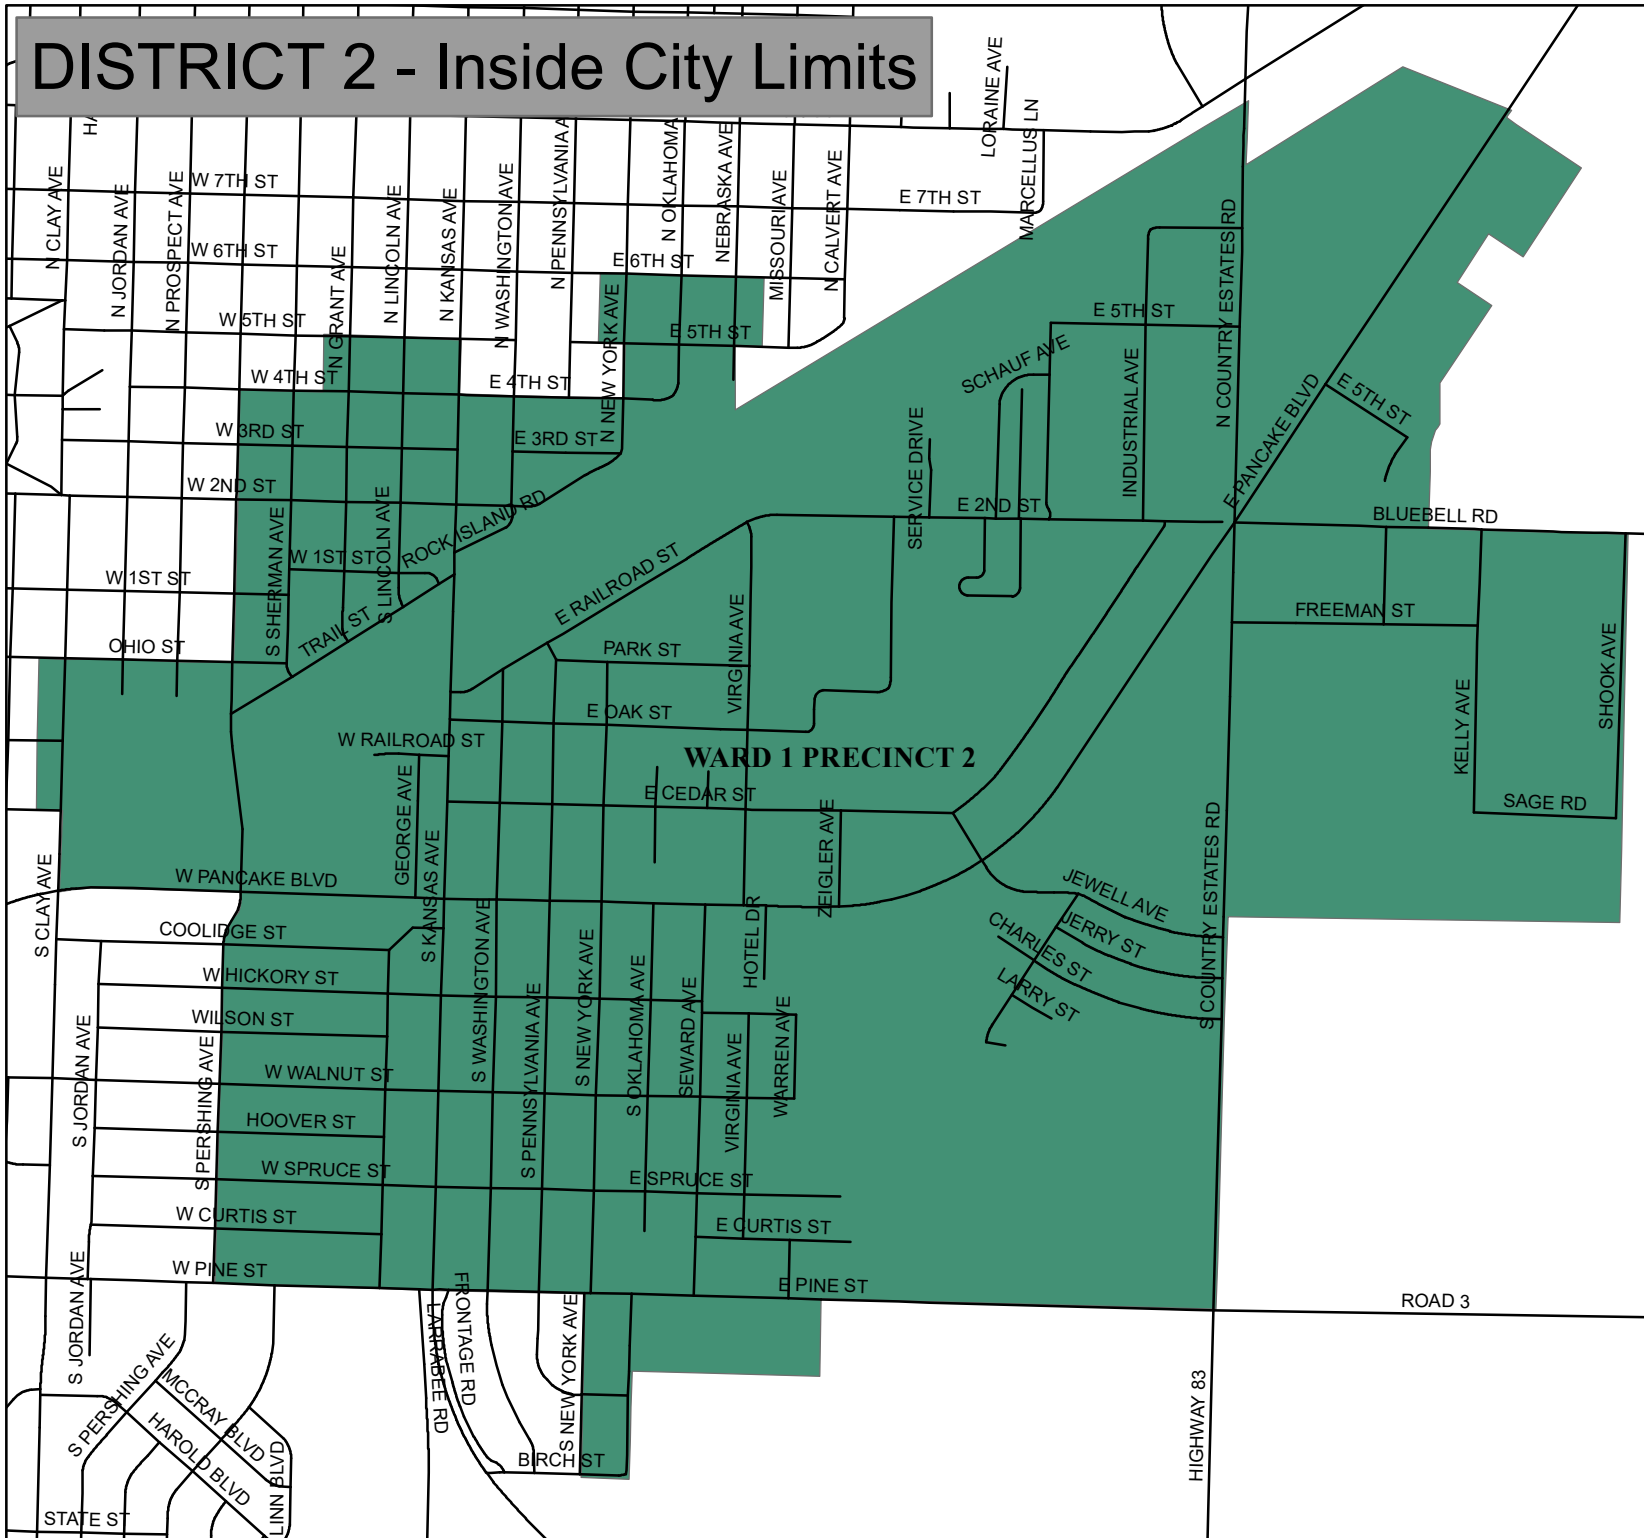 DISTRICT 2 - Inside City Limits
LORAINE AVE
MARCELLUS LN
N CLAY AVE
N JORDAN AVE
N PROSPECT AVE
W 7TH ST
N LINCOLN AVE
N KANSAS AVE
N WASHINGTON AVE
N PENNSYLVANIA A
N OKLAHOMA
NEBRASKA AVE
MISSOURI AVE
N CALVERT AVE
E 7TH ST
W 6TH ST
E 6TH ST
N GRANT AVE
N NEW YORK AVE
N COUNTRY ESTATES RD
W 5TH ST
E 5TH ST
E 5TH ST
SCHAUF AVE
INDUSTRIAL AVE
W 4TH ST
E 4TH ST
E PANCAKE BLVD
E 5TH ST
W 3RD ST
E 3RD ST
SERVICE DRIVE
W 2ND ST
ROCK ISLAND RD
E 2ND ST
BLUEBELL RD
S SHERMAN AVE
S LINCOLN AVE
W 1ST ST
W 1ST ST
E RAILROAD ST
VIRGINIA AVE
FREEMAN ST
TRAIL ST
OHIO ST
PARK ST
SHOOK AVE
KELLY AVE
E OAK ST
W RAILROAD ST
WARD 1 PRECINCT 2
GEORGE AVE
E CEDAR ST
ZEIGLER AVE
SAGE RD
S CLAY AVE
S KANSAS AVE
S COUNTRY ESTATES RD
W PANCAKE BLVD
JEWELL AVE
COOLIDGE ST
S WASHINGTON AVE
HOTEL DR
JERRY ST
CHARLES ST
W HICKORY ST
S NEW YORK AVE
S OKLAHOMA AVE
SEWARD AVE
LARRY ST
WILSON ST
S PENNSYLVANIA AVE
WARREN AVE
S JORDAN AVE
S PERSHING AVE
W WALNUT ST
VIRGINIA AVE
HOOVER ST
W SPRUCE ST
E SPRUCE ST
W CURTIS ST
E CURTIS ST
W PINE ST
E PINE ST
ROAD 3
S JORDAN AVE
FRONTAGE RD
LARRABEE RD
S NEW YORK AVE
S PERSHING AVE
MCCRAY BLVD
HAROLD BLVD
LINN BLVD
HIGHWAY 83
BIRCH ST
STATE ST